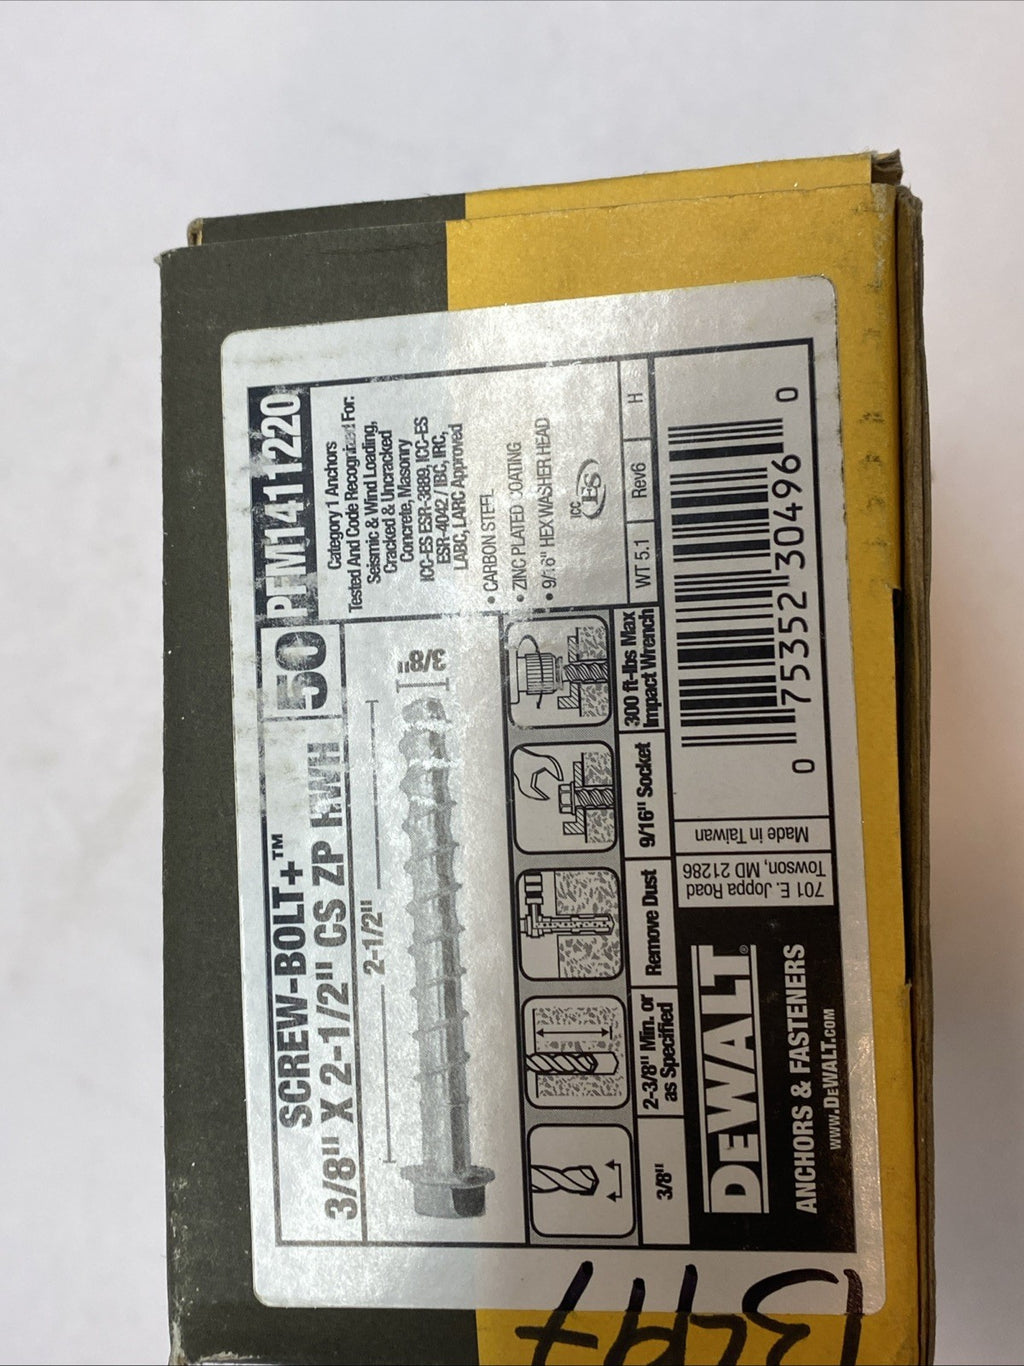 SCREW-BOLT+™
3/8" X 2-1/2" CS ZP HWH
50
PFM1411220
Category 1 Anchors
Tested And Code Recognized For:
Seismic & Wind Loading,
Cracked & Uncracked
Concrete, Masonry
ICC-ES ESR-3889, ICC-ES
ESR-4042 / IBC, IRC,
LABC, LARC Approved
• CARBON STEEL
• ZINC PLATED COATING
• 9/16" HEX WASHER HEAD
ICC
ES
2-1/2"
3/8"
3/8"
2-3/8" Min. or
as Specified
Remove Dust
9/16" Socket
300 ft-lbs Max
Impact Wrench
WT 5.1
Rev6
H
DEWALT®
ANCHORS & FASTENERS
WWW.DEWALT.COM
701 E. Joppa Road
Towson, MD 21286
Made in Taiwan
0 75352 30496 0